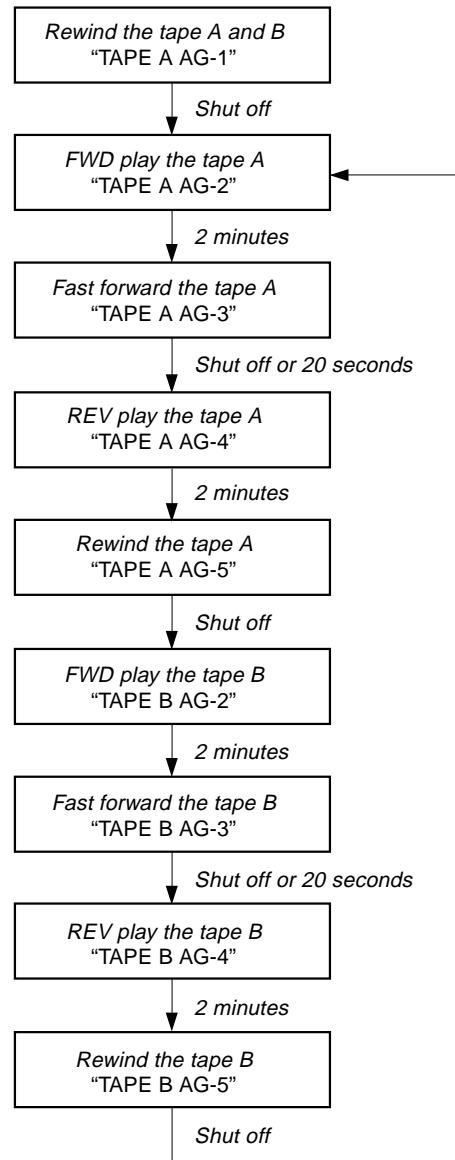 Rewind the tape A and B
“TAPE A AG-1”
Shut off
FWD play the tape A
“TAPE A AG-2”
2 minutes
Fast forward the tape A
“TAPE A AG-3”
Shut off or 20 seconds
REV play the tape A
“TAPE A AG-4”
2 minutes
Rewind the tape A
“TAPE A AG-5”
Shut off
FWD play the tape B
“TAPE B AG-2”
2 minutes
Fast forward the tape B
“TAPE B AG-3”
Shut off or 20 seconds
REV play the tape B
“TAPE B AG-4”
2 minutes
Rewind the tape B
“TAPE B AG-5”
Shut off